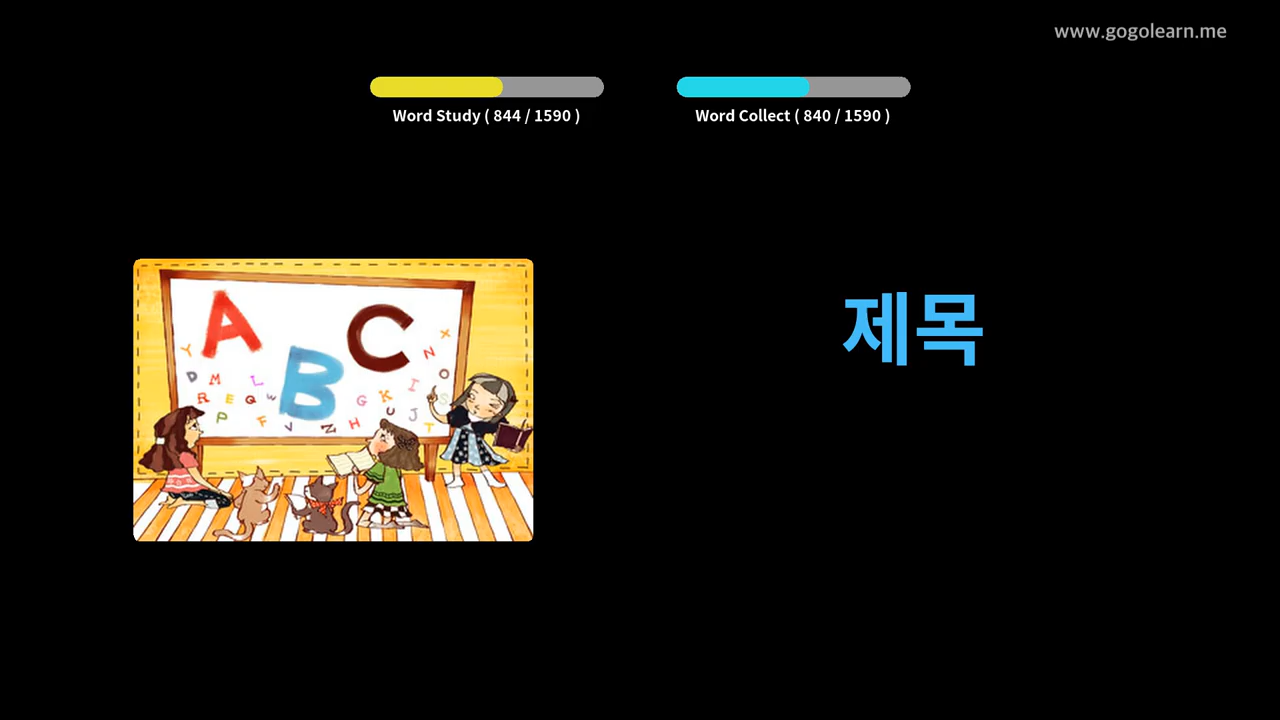 www.gogolearn.me
Word Study ( 844 / 1590 )
Word Collect ( 840 / 1590 )
제목
A
B
C
X
Y
N
D M L I O
R E Q W G K S
P F V Z H U J T